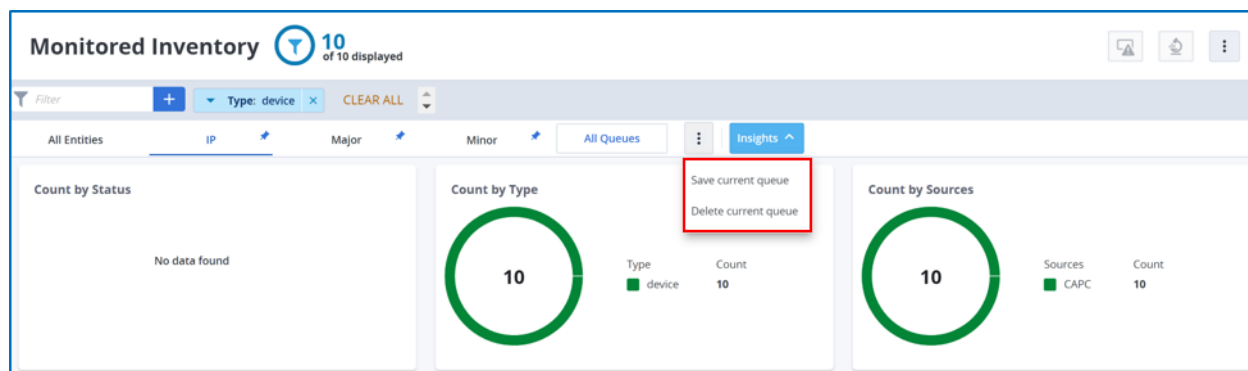 Monitored Inventory
10
of 10 displayed
Filter
+
Type: device ×
CLEAR ALL
All Entities
IP
Major
Minor
All Queues
Insights
Save current queue
Delete current queue
Count by Status
No data found
Count by Type
10
Type Count
device 10
Count by Sources
10
Sources Count
CAPC 10